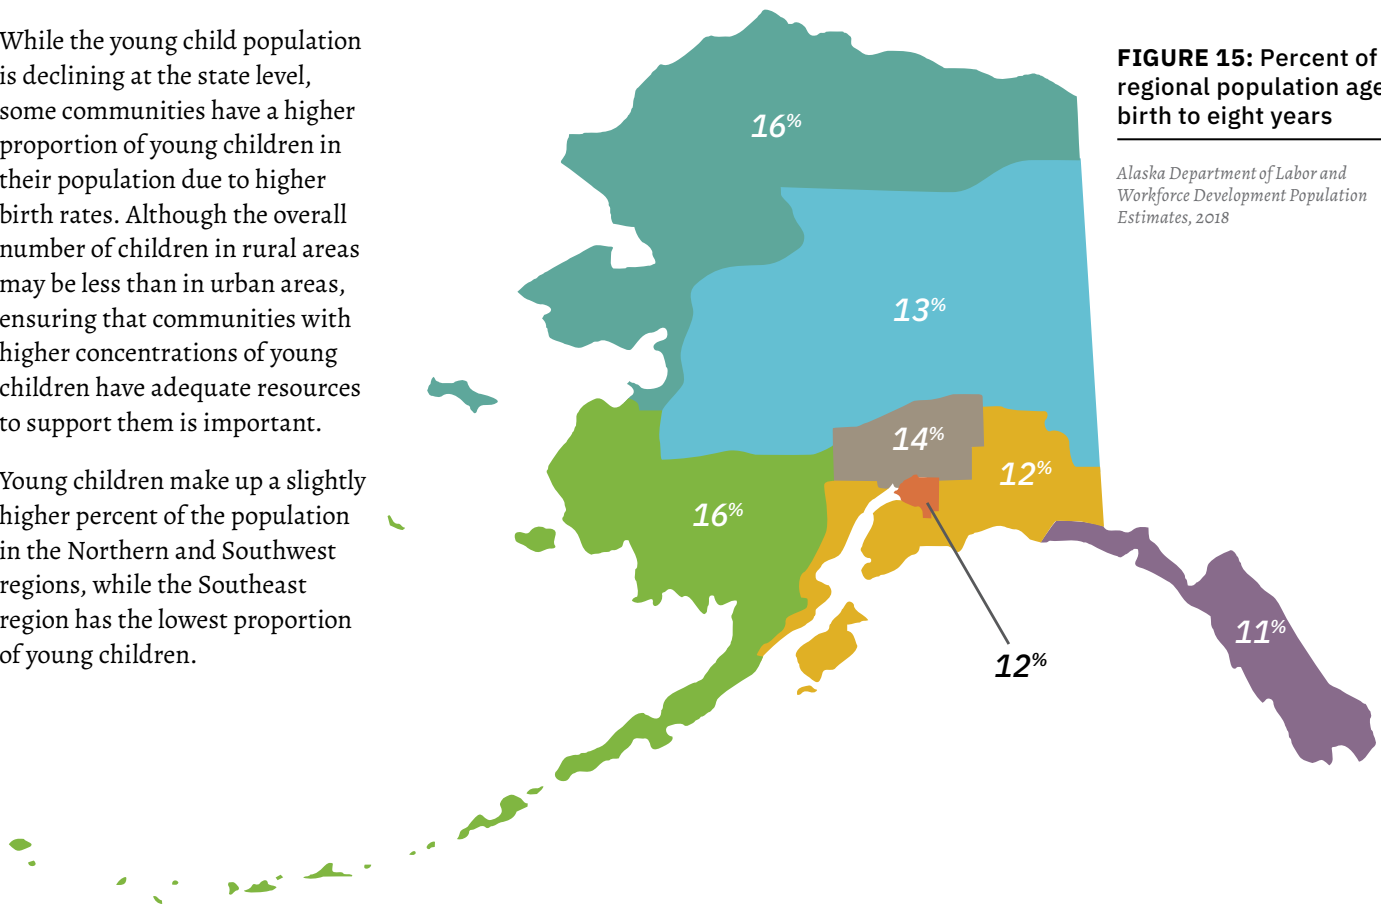 While the young child population
is declining at the state level,
some communities have a higher
proportion of young children in
their population due to higher
birth rates. Although the overall
number of children in rural areas
may be less than in urban areas,
ensuring that communities with
higher concentrations of young
children have adequate resources
to support them is important.
Young children make up a slightly
higher percent of the population
in the Northern and Southwest
regions, while the Southeast
region has the lowest proportion
of young children.
FIGURE 15: Percent of
regional population age
birth to eight years
Alaska Department of Labor and
Workforce Development Population
Estimates, 2018
16%
13%
14%
12%
16%
11%
12%